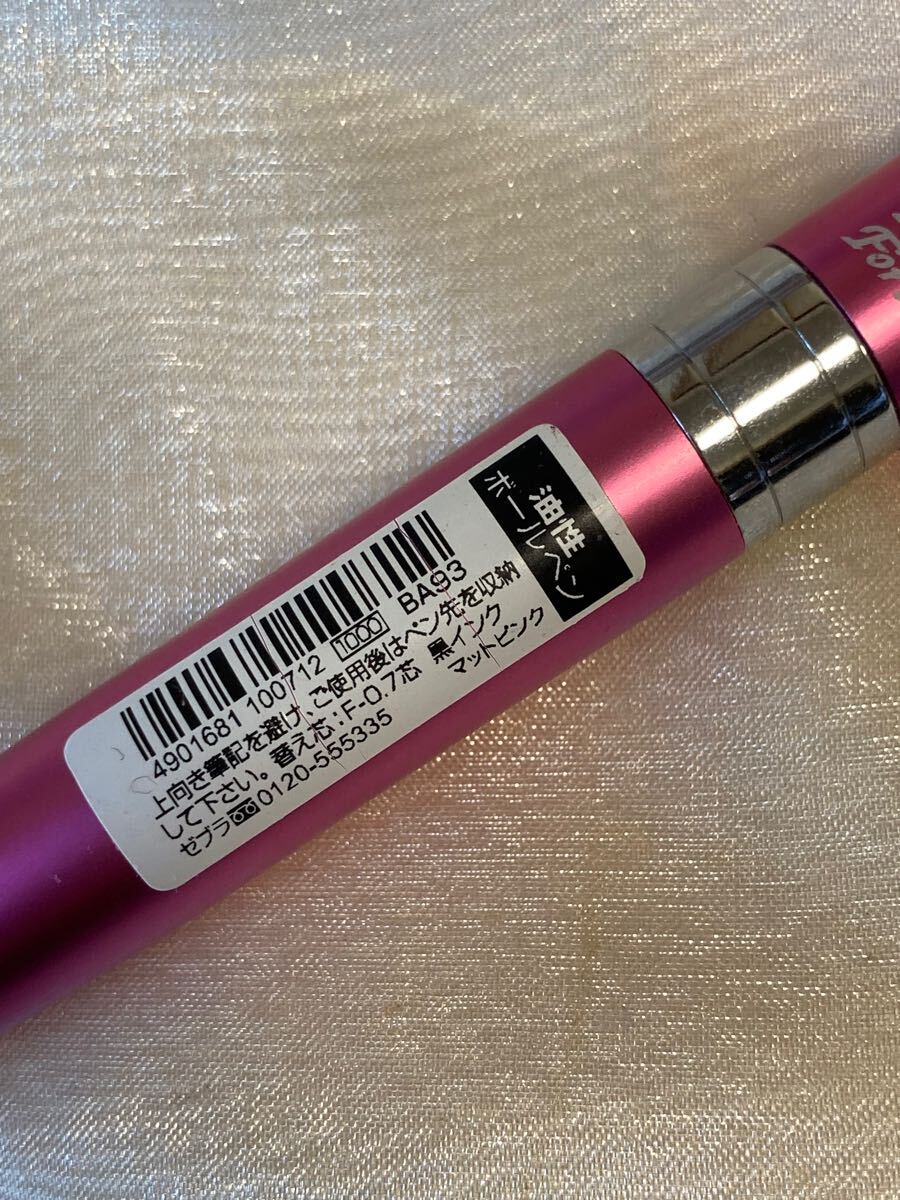 油性
ボールペン
4901681 100712 1000 BA93
上向き筆記を避け、ご使用後はペン先を収納
して下さい。替え芯:F-0.7芯 黒インク
ゼブラ 0120-555335 マットピンク
For